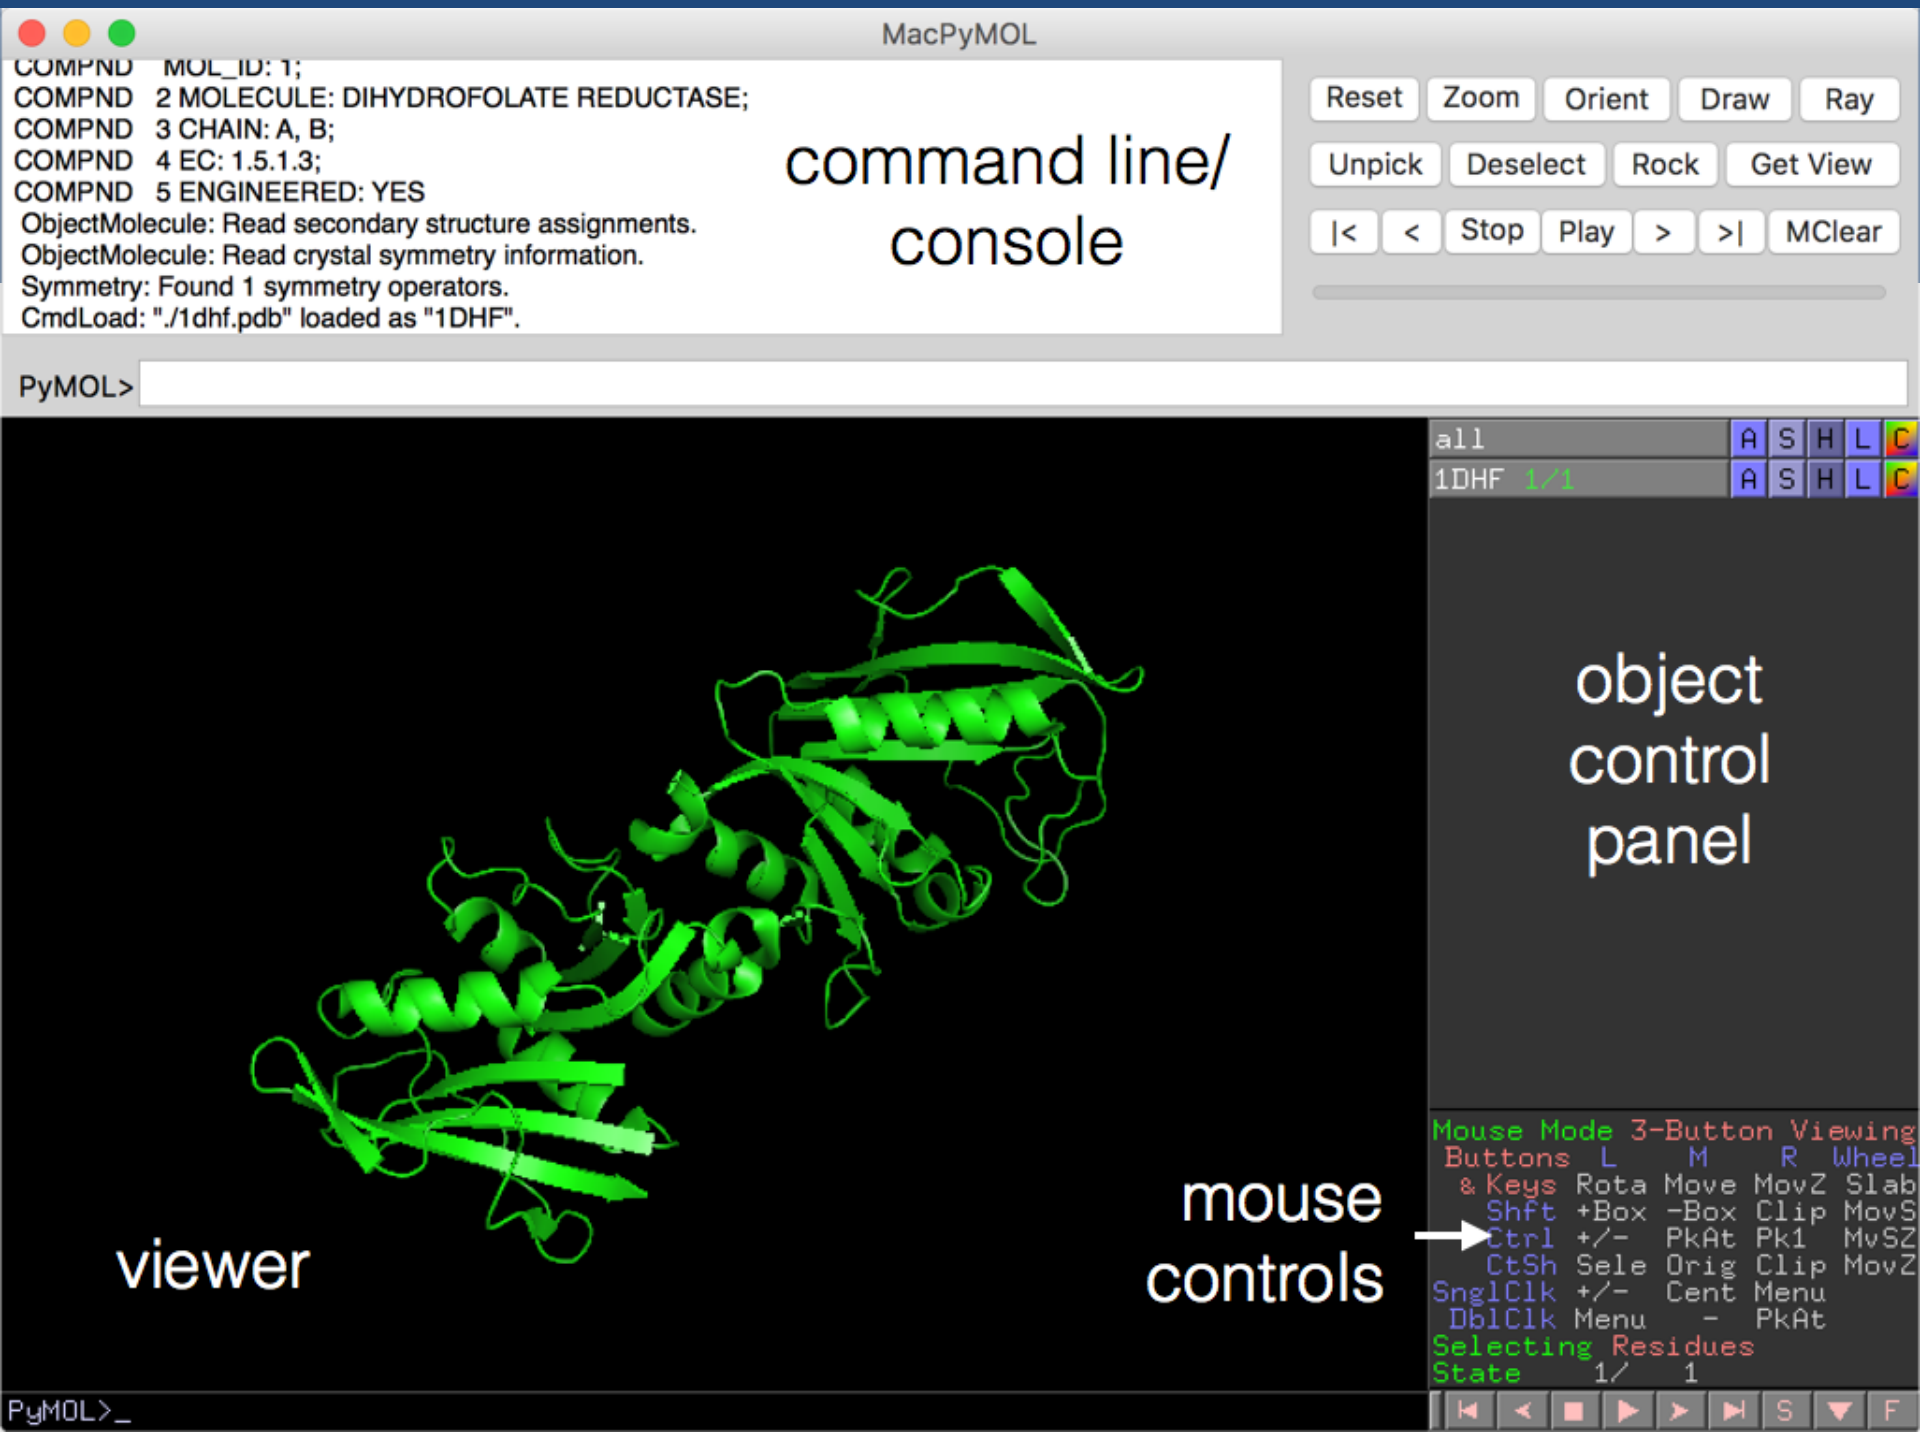 MacPyMOL
COMPND MOL_ID: 1;
COMPND 2 MOLECULE: DIHYDROFOLATE REDUCTASE;
COMPND 3 CHAIN: A, B;
COMPND 4 EC: 1.5.1.3;
COMPND 5 ENGINEERED: YES
ObjectMolecule: Read secondary structure assignments.
ObjectMolecule: Read crystal symmetry information.
Symmetry: Found 1 symmetry operators.
CmdLoad: "./1dhf.pdb" loaded as "1DHF".
command line/
console
Reset Zoom Orient Draw Ray
Unpick Deselect Rock Get View
|< < Stop Play > >| MClear
PyMOL>
all A S H L C
1DHF 1/1 A S H L C
object
control
panel
viewer
mouse
controls
Mouse Mode 3-Button Viewing
Buttons L M R Wheel
& Keys Rota Move MovZ Slab
Shft +Box -Box Clip MovS
Ctrl +/- PkAt Pk1 MvSZ
CtSh Sele Orig Clip MovZ
SnglClk +/- Cent Menu
DblClk Menu - PkAt
Selecting Residues
State 1/ 1
PyMOL>_
S F